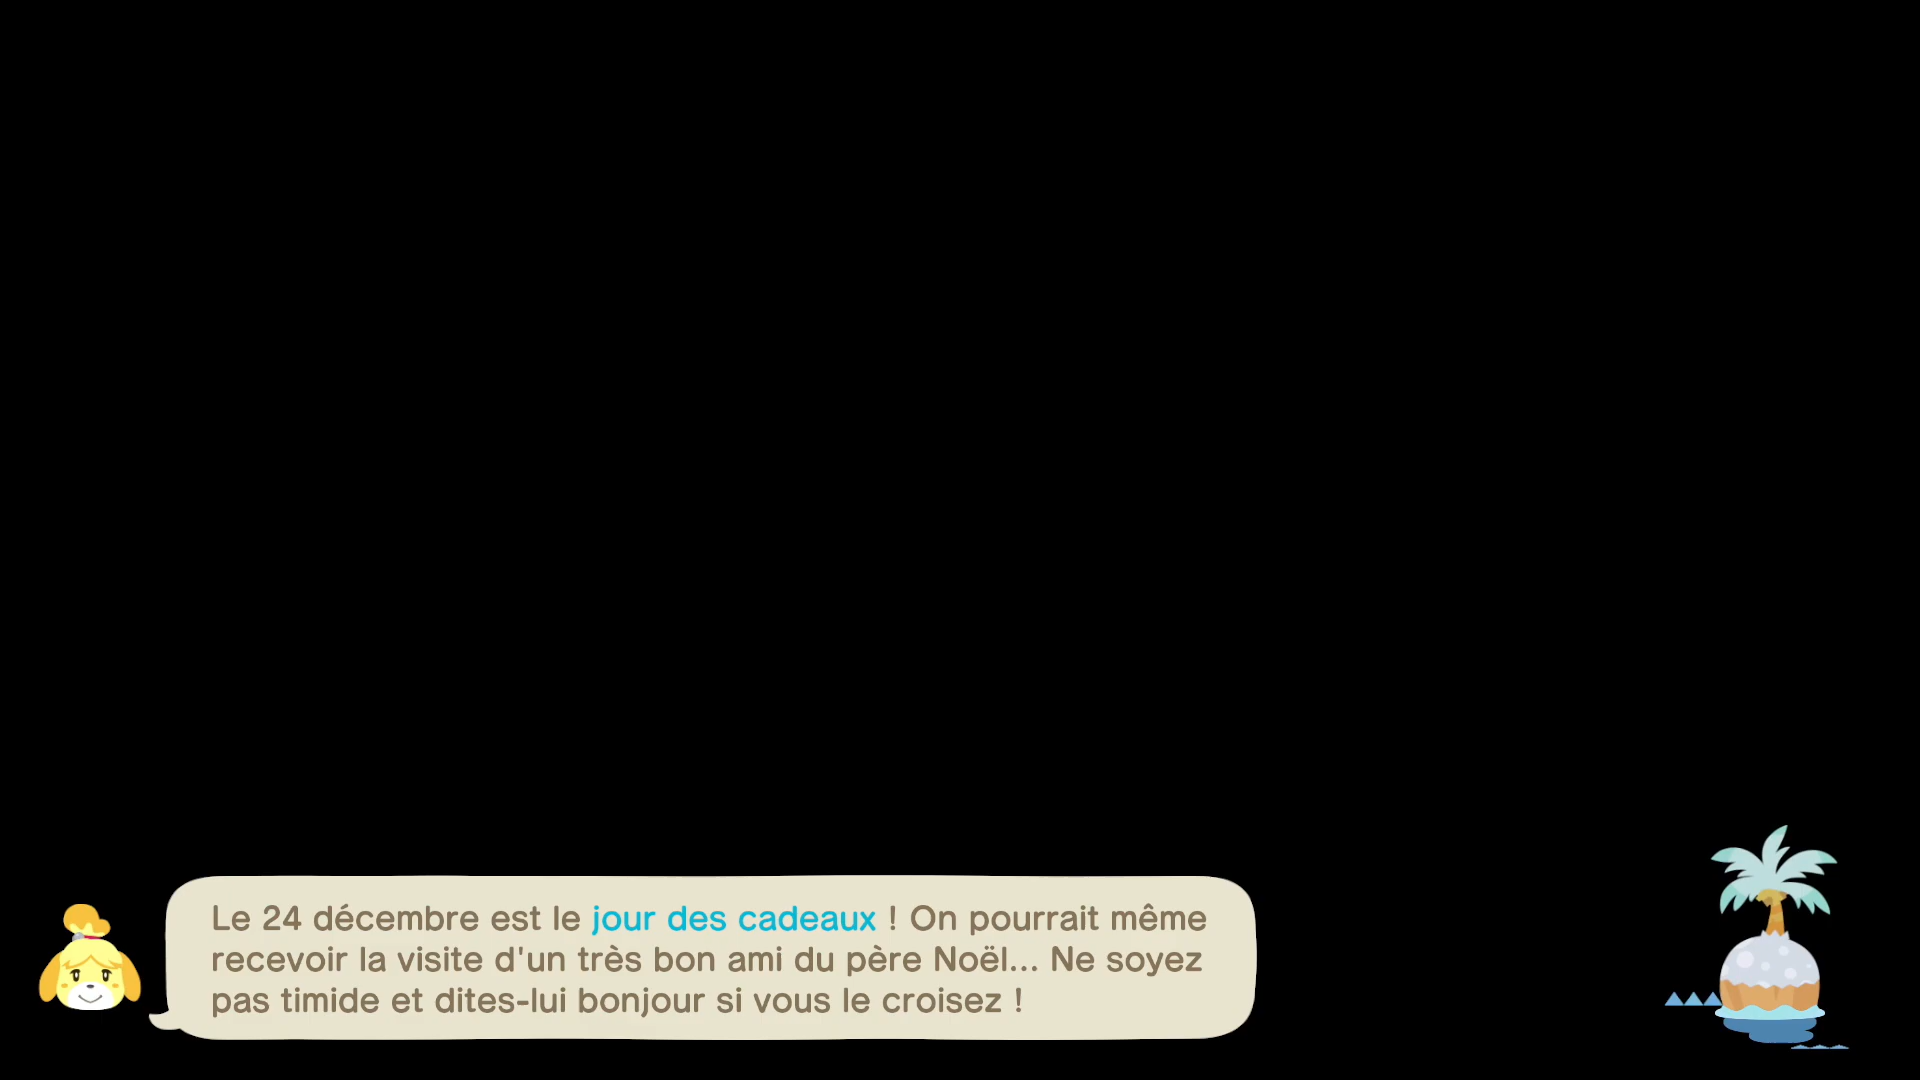 Le 24 décembre est le jour des cadeaux ! On pourrait même
recevoir la visite d'un très bon ami du père Noël... Ne soyez
pas timide et dites-lui bonjour si vous le croisez !